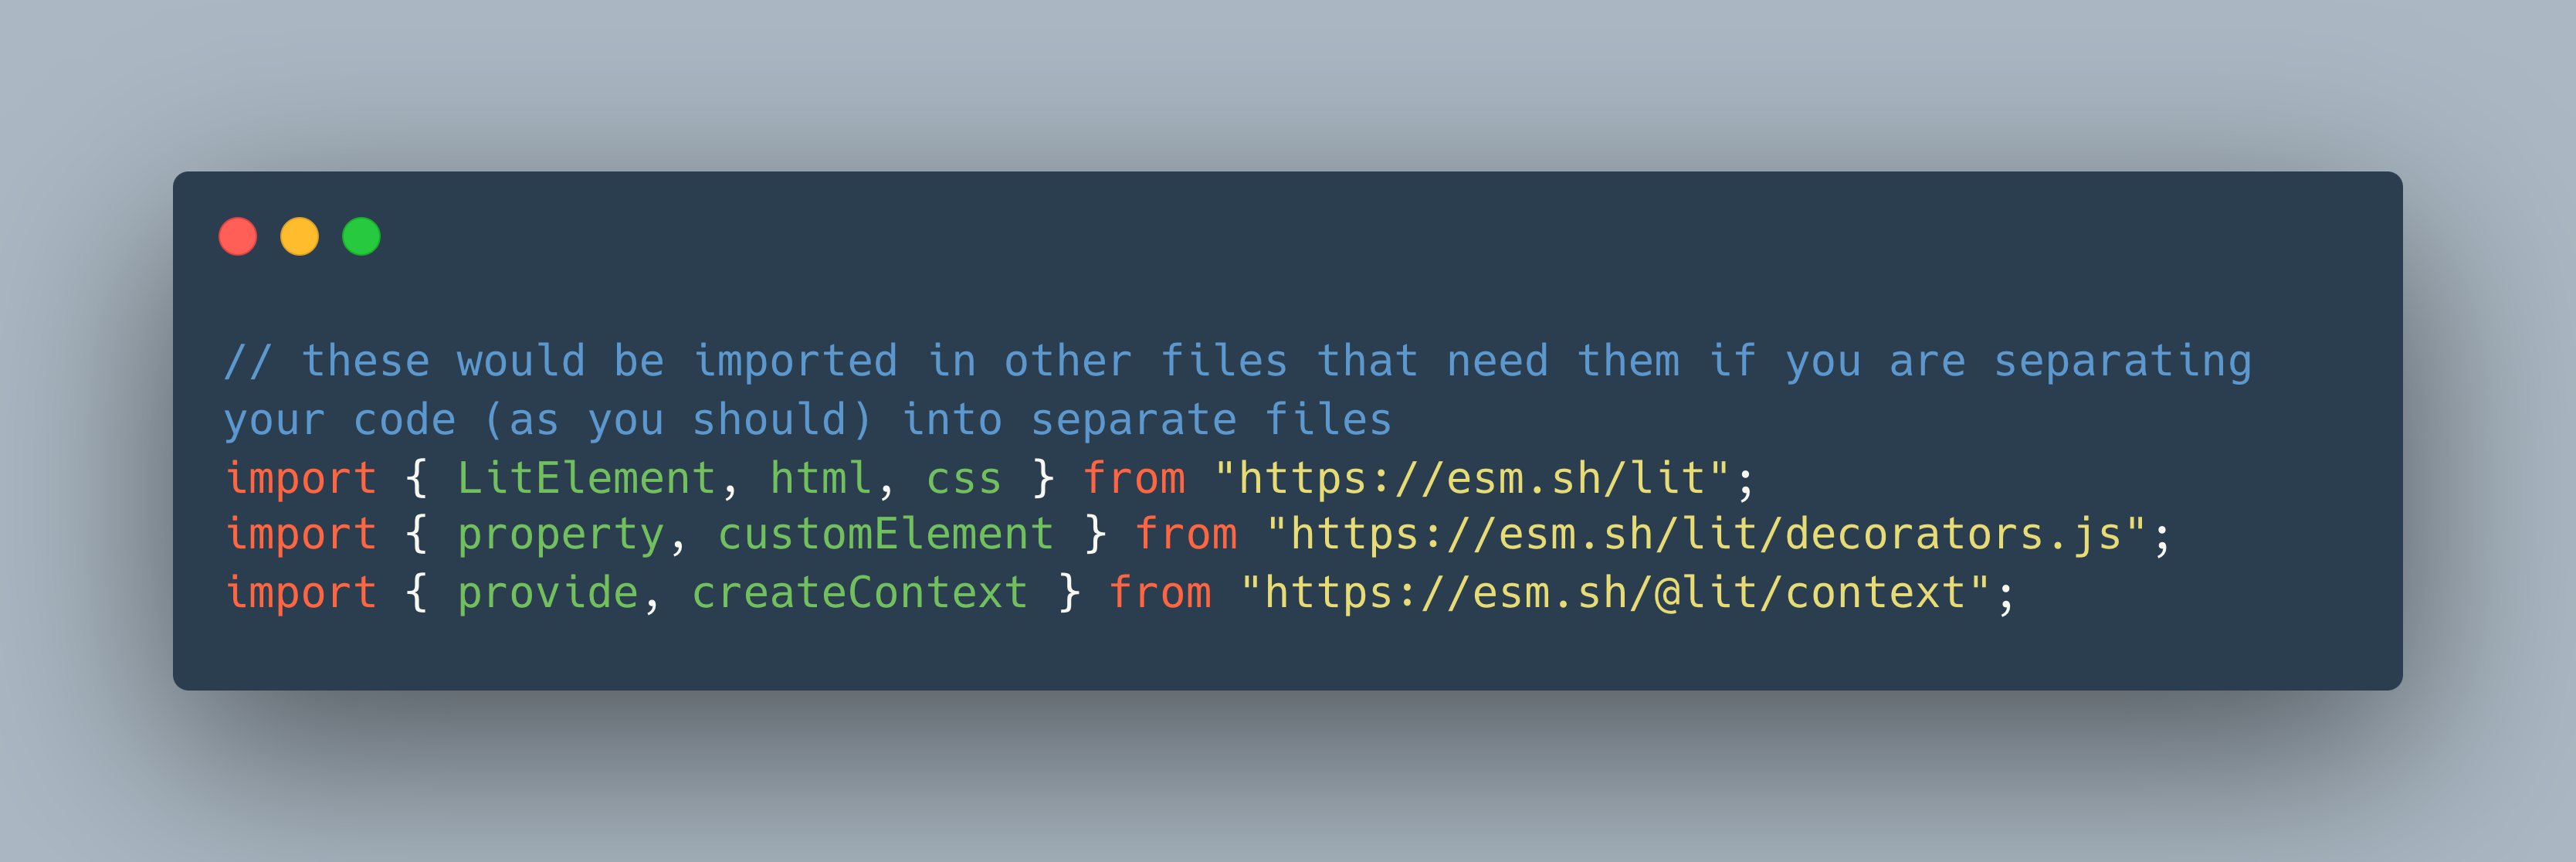 // these would be imported in other files that need them if you are separating
your code (as you should) into separate files
import { LitElement, html, css } from "https://esm.sh/lit";
import { property, customElement } from "https://esm.sh/lit/decorators.js";
import { provide, createContext } from "https://esm.sh/@lit/context";